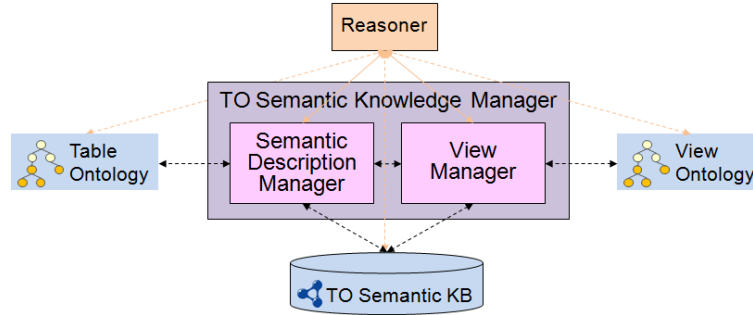 Reasoner
TO Semantic Knowledge Manager
Table
Ontology
Semantic
Description
Manager
View
Manager
View
Ontology
TO Semantic KB